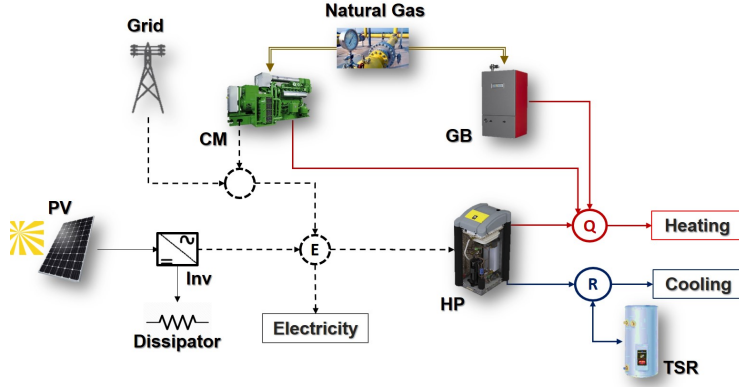 Natural Gas
Grid
CM
GB
PV
Q
Heating
E
Inv
HP
R
Cooling
Electricity
Dissipator
TSR